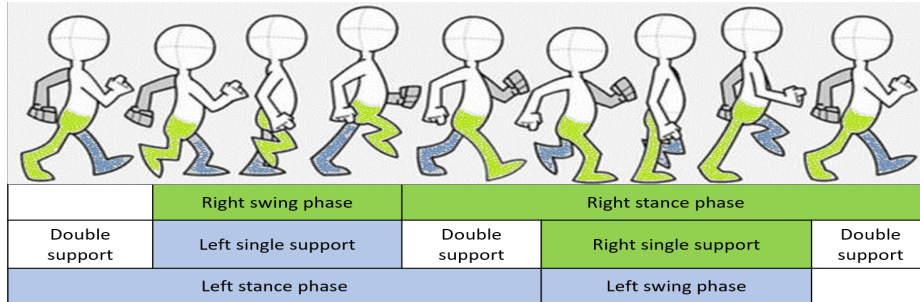 Right swing phase
Right stance phase
Double support
Left single support
Double support
Right single support
Double support
Left stance phase
Left swing phase